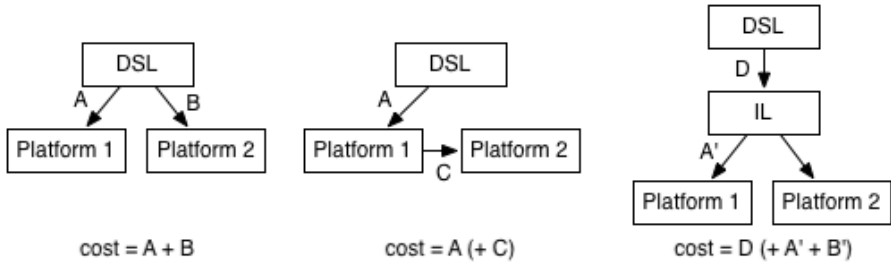 DSL
A
B
Platform 1
Platform 2
cost = A + B
DSL
A
Platform 1
Platform 2
C
cost = A (+ C)
DSL
D
IL
A'
Platform 1
Platform 2
cost = D (+ A' + B')